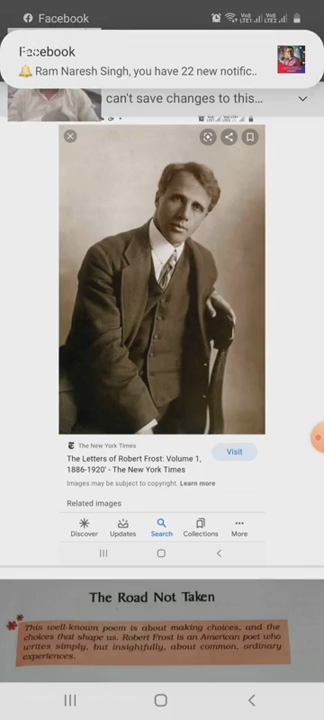 Facebook
Facebook
Ram Naresh Singh, you have 22 new notific..
can't save changes to this...
The New York Times
The Letters of Robert Frost: Volume 1,
1886-1920' - The New York Times
Visit
Images may be subject to copyright. Learn more
Related images
Discover
Updates
Search
Collections
More
The Road Not Taken
This well-known poem is about making choices, and the
choices that shape us. Robert Frost is an American poet who
writes simply, but insightfully, about common, ordinary
experiences.